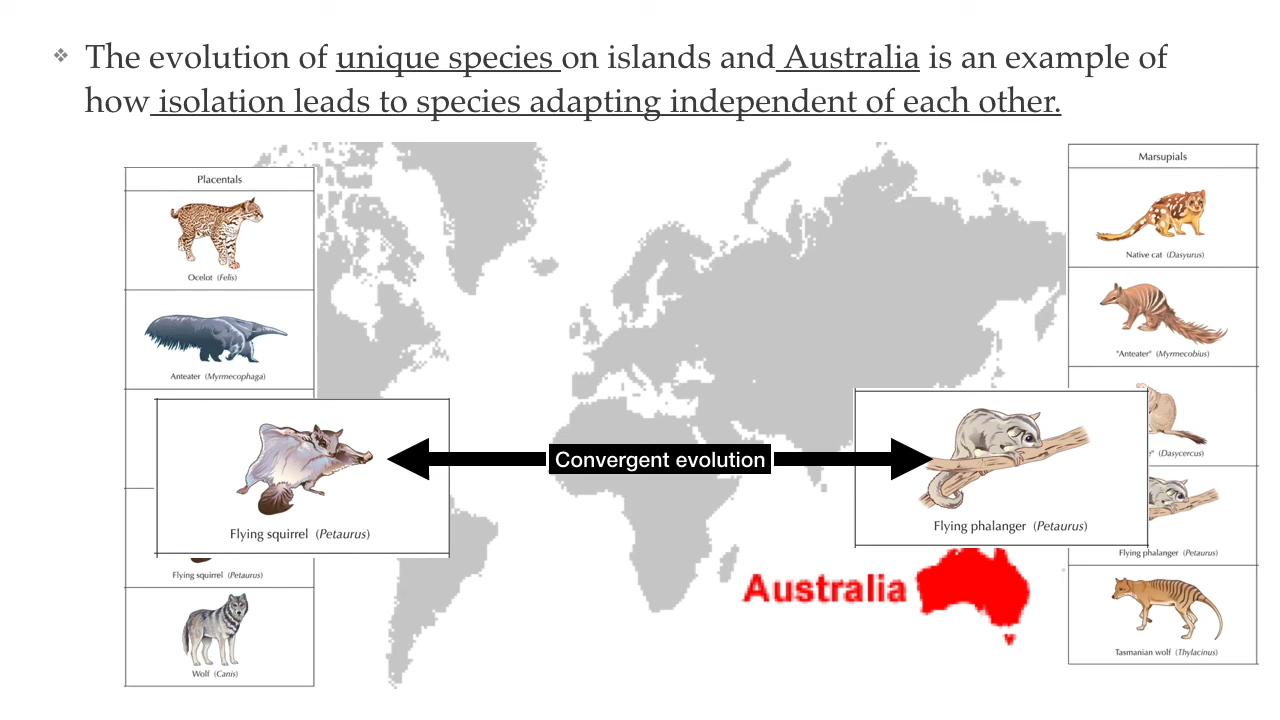 The evolution of unique species on islands and Australia is an example of
how isolation leads to species adapting independent of each other.
Placentals
Ocelot (Felis)
Anteater (Myrmecophaga)
Flying squirrel (Petaurus)
Flying squirrel (Petaurus)
Wolf (Canis)
Convergent evolution
Australia
Marsupials
Native cat (Dasyurus)
"Anteater" (Myrmecobius)
(Dasycercus)
Flying phalanger (Petaurus)
Flying phalanger (Petaurus)
Tasmanian wolf (Thylacinus)